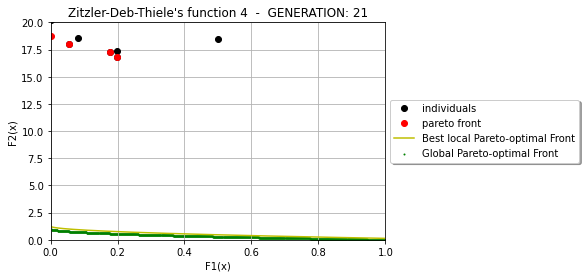 Zitzler-Deb-Thiele's function 4 - GENERATION: 21
20.0
17.5
15.0
12.5
10.0
7.5
5.0
2.5
0.0
F2(x)
0.0 0.2 0.4 0.6 0.8 1.0
F1(x)
individuals
pareto front
Best local Pareto-optimal Front
Global Pareto-optimal Front